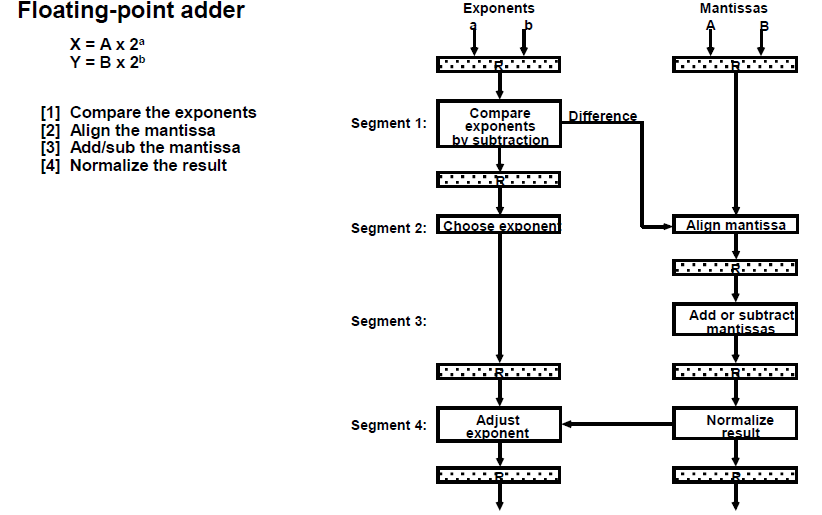 Floating-point adder
X = A x 2ᵃ
Y = B x 2ᵇ
[1] Compare the exponents
[2] Align the mantissa
[3] Add/sub the mantissa
[4] Normalize the result
Exponents
a b
Mantissas
A B
R
R
Segment 1:
Compare
exponents
by subtraction
Difference
R
Segment 2:
Choose exponent
Align mantissa
R
Segment 3:
Add or subtract
mantissas
R
R
Segment 4:
Adjust
exponent
Normalize
result
R
R